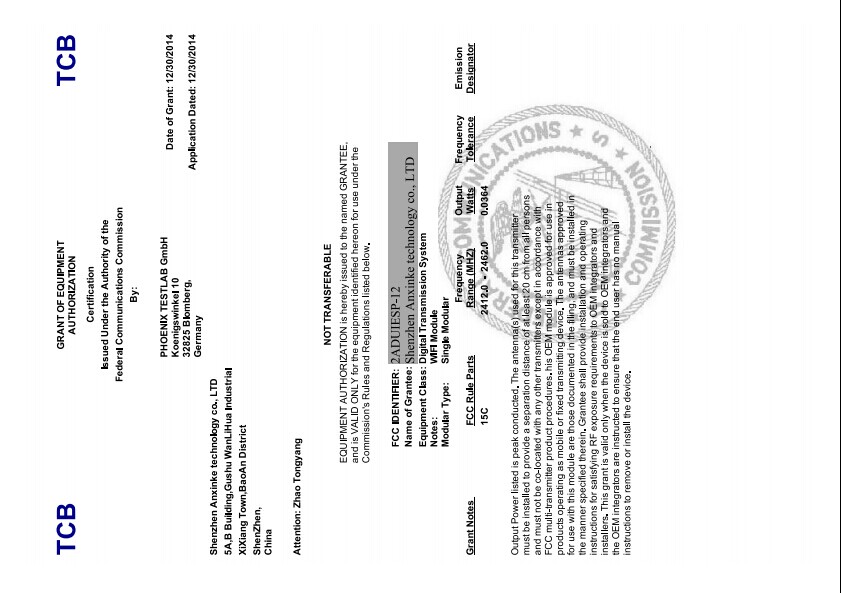 TCB
TCB
GRANT OF EQUIPMENT
AUTHORIZATION
Certification
Issued Under the Authority of the
Federal Communications Commission
By:
PHOENIX TESTLAB GmbH
Koenigswinkel 10
32825 Blomberg,
Germany
Date of Grant: 12/30/2014
Application Dated: 12/30/2014
Shenzhen Anxinke technology co., LTD
5A,B Building,Gushu WanLiHua Industrial
XiXiang Town,BaoAn District
ShenZhen,
China
Attention: Zhao Tongyang
NOT TRANSFERABLE
EQUIPMENT AUTHORIZATION is hereby issued to the named GRANTEE,
and is VALID ONLY for the equipment identified hereon for use under the
Commission's Rules and Regulations listed below.
FCC IDENTIFIER: 2ADUIESP-12
Name of Grantee: Shenzhen Anxinke technology co., LTD
Equipment Class: Digital Transmission System
Notes: WIFI Module
Modular Type: Single Modular
Grant Notes FCC Rule Parts Frequency Range (MHZ) Output Watts Frequency Tolerance Emission Designator
15C 2412.0 - 2462.0 0.0364
Output Power listed is peak conducted. The antenna(s) used for this transmitter
must be installed to provide a separation distance of at least 20 cm from all persons
and must not be co-located with any other transmitters except in accordance with
FCC multi-transmitter product procedures.his OEM module is approved for use in
products operating as mobile or fixed transmitting device. The antennas approved
for use with this module are those documented in the filing, and must be installed in
the manner specified therein. Grantee shall provide installation and operating
instructions for satisfying RF exposure requirements to OEM integrators and
installers. This grant is valid only when the device is sold to OEM integrators and
the OEM integrators are instructed to ensure that the end user has no manual
instructions to remove or install the device.
COMMUNICATIONS ★ S
COMMISSION